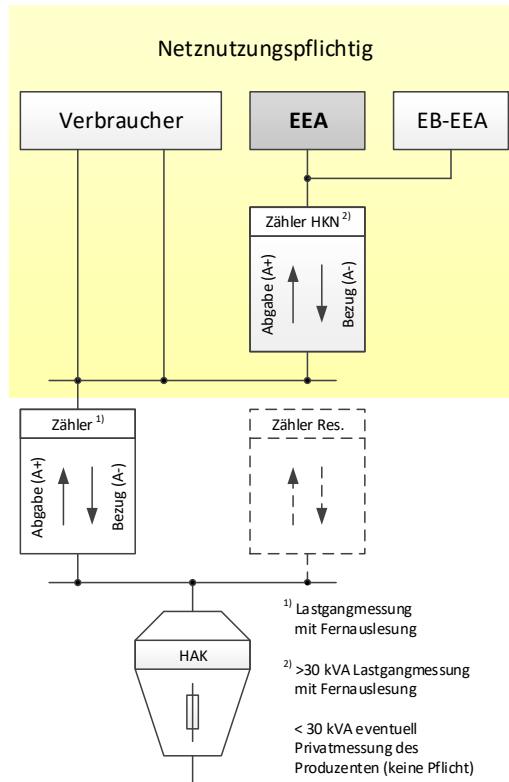 Netznutzungspflichtig
Verbraucher
EEA
EB-EEA
Zähler HKN 2)
Abgabe (A+)
Bezug (A-)
Zähler 1)
Abgabe (A+)
Bezug (A-)
Zähler Res.
HAK
1) Lastgangmessung
mit Fernauslesung
2) >30 kVA Lastgangmessung
mit Fernauslesung
< 30 kVA eventuell
Privatmessung des
Produzenten (keine Pflicht)